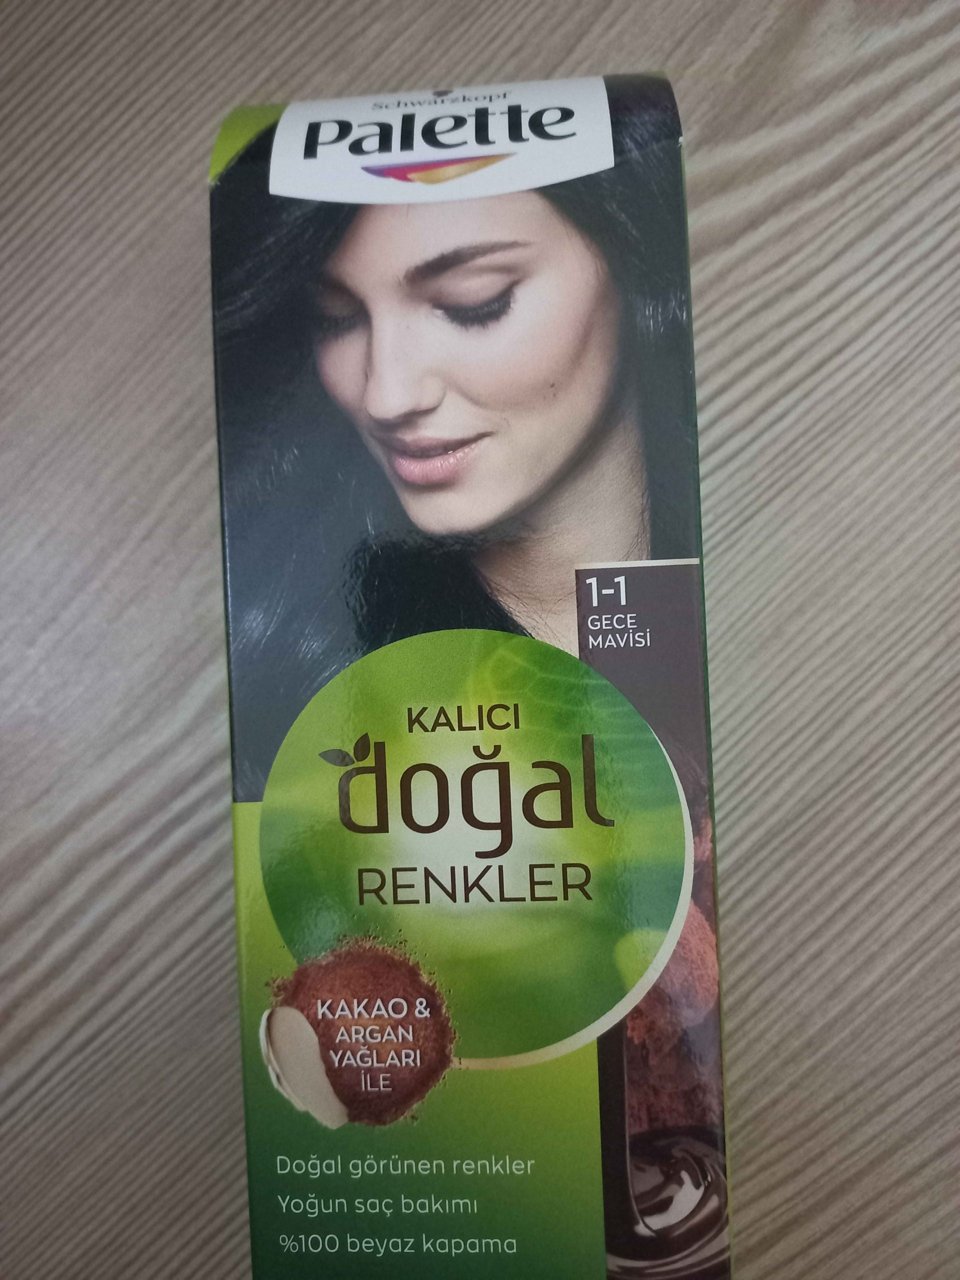 Schwarzkopf
Palette
1-1
GECE
MAVİSİ
KALICI
doğal
RENKLER
KAKAO &
ARGAN
YAĞLARI
İLE
Doğal görünen renkler
Yoğun saç bakımı
%100 beyaz kapama